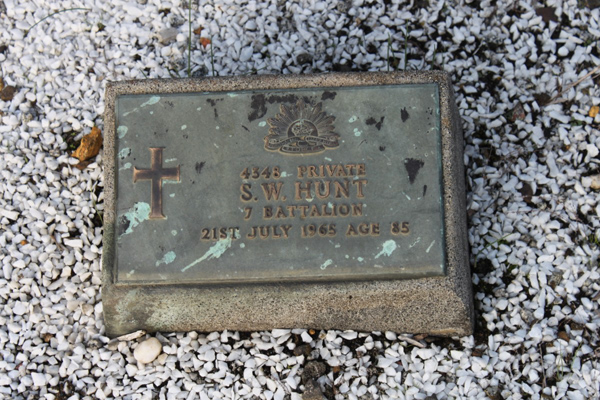 4348 PRIVATE
S.W. HUNT
7 BATTALION
21ST JULY 1965 AGE 85